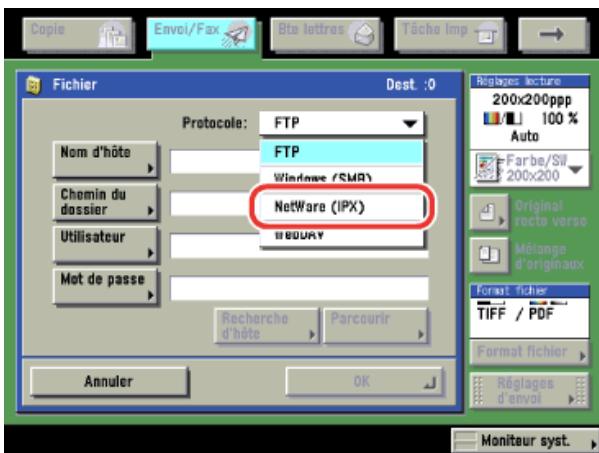 Copie
Envoi/Fax
Bte lettres
Tâche Imp
Fichier
Dest. :0
Protocole:
FTP
FTP
Windows (SMB)
NetWare (IPX)
WebDAV
Nom d'hôte
Chemin du
dossier
Utilisateur
Mot de passe
Recherche
d'hôte
Parcourir
Annuler
OK
Réglages lecture
200x200ppp
100 %
Auto
Farbe/SW
200x200
Original
recto verso
Mélange
d'originaux
Format fichier
TIFF / PDF
Format fichier
Réglages
d'envoi
Moniteur syst.